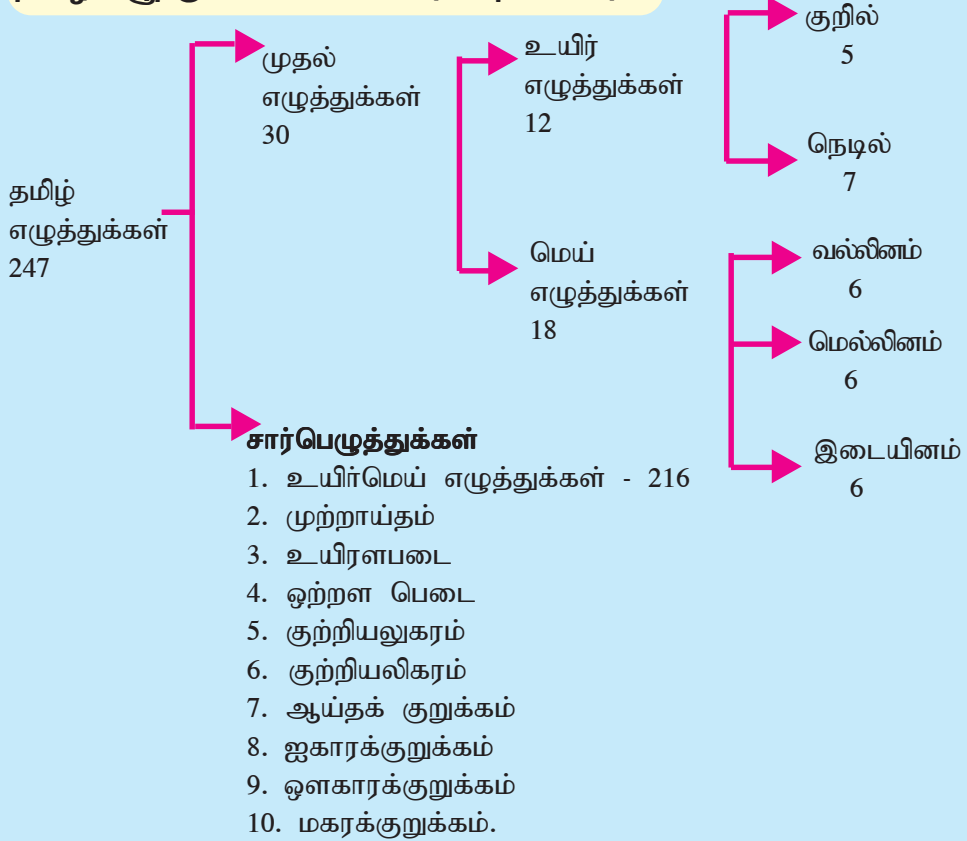 குறில்
5
முதல்
எழுத்துக்கள்
30
உயிர்
எழுத்துக்கள்
12
நெடில்
7
தமிழ்
எழுத்துக்கள்
247
மெய்
எழுத்துக்கள்
18
வல்லினம்
6
மெல்லினம்
6
இடையினம்
6
சார்பெழுத்துக்கள்
1. உயிர்மெய் எழுத்துக்கள் - 216
2. முற்றாய்தம்
3. உயிரளபடை
4. ஒற்றள பெடை
5. குற்றியலுகரம்
6. குற்றியலிகரம்
7. ஆய்தக் குறுக்கம்
8. ஐகாரக்குறுக்கம்
9. ஔகாரக்குறுக்கம்
10. மகரக்குறுக்கம்.